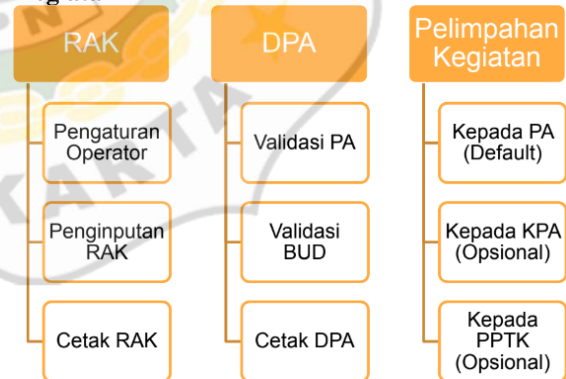 RAK
Pengaturan
Operator
Penginputan
RAK
Cetak RAK
DPA
Validasi PA
Validasi
BUD
Cetak DPA
Pelimpahan
Kegiatan
Kepada PA
(Default)
Kepada KPA
(Opsional)
Kepada
PPTK
(Opsional)